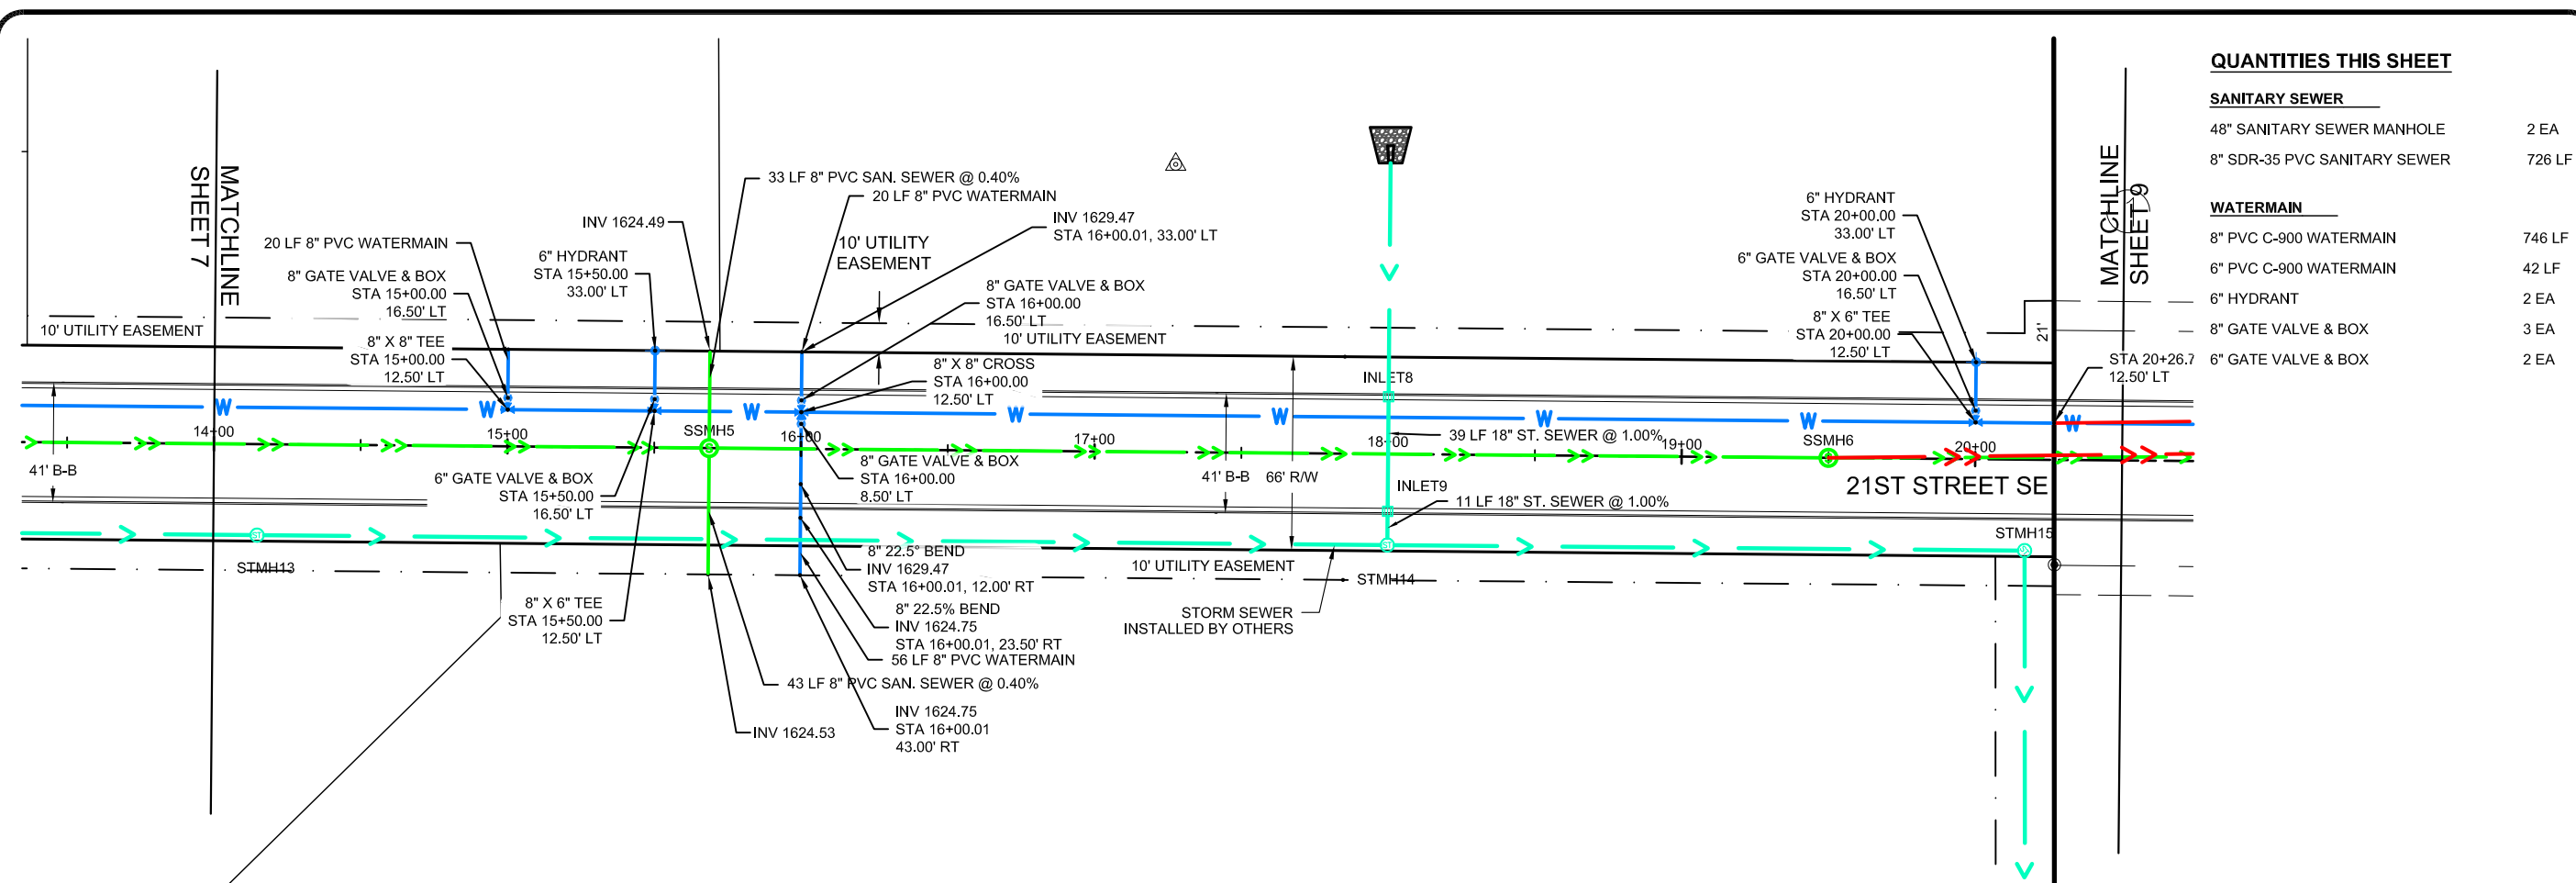 MATCHLINE
SHEET 7
20 LF 8" PVC WATERMAIN
8" GATE VALVE & BOX
STA 15+00.00
16.50' LT
10' UTILITY EASEMENT
8" X 8" TEE
STA 15+00.00
12.50' LT
6" HYDRANT
STA 15+50.00
33.00' LT
INV 1624.49
33 LF 8" PVC SAN. SEWER @ 0.40%
20 LF 8" PVC WATERMAIN
INV 1629.47
STA 16+00.01, 33.00' LT
10' UTILITY
EASEMENT
8" GATE VALVE & BOX
STA 16+00.00
16.50' LT
10' UTILITY EASEMENT
8" X 8" CROSS
STA 16+00.00
12.50' LT
INLET8
6" HYDRANT
STA 20+00.00
33.00' LT
6" GATE VALVE & BOX
STA 20+00.00
16.50' LT
8" X 6" TEE
STA 20+00.00
12.50' LT
21'
STA 20+26.7
12.50' LT
MATCHLINE
SHEET 9
W W W W W W W W
14+00
15+00
SSMH5
S
16+00
17+00
18+00
39 LF 18" ST. SEWER @ 1.00%
19+00
SSMH6
20+00
41' B-B
6" GATE VALVE & BOX
STA 15+50.00
16.50' LT
8" GATE VALVE & BOX
STA 16+00.00
8.50' LT
41' B-B
66' R/W
INLET9
11 LF 18" ST. SEWER @ 1.00%
21ST STREET SE
ST
STMH13
8" 22.5° BEND
INV 1629.47
STA 16+00.01, 12.00' RT
10' UTILITY EASEMENT
ST
STMH14
STMH15
8" X 6" TEE
STA 15+50.00
12.50' LT
8" 22.5% BEND
INV 1624.75
STA 16+00.01, 23.50' RT
56 LF 8" PVC WATERMAIN
43 LF 8" PVC SAN. SEWER @ 0.40%
STORM SEWER
INSTALLED BY OTHERS
INV 1624.53
INV 1624.75
STA 16+00.01
43.00' RT
QUANTITIES THIS SHEET
SANITARY SEWER
48" SANITARY SEWER MANHOLE 2 EA
8" SDR-35 PVC SANITARY SEWER 726 LF
WATERMAIN
8" PVC C-900 WATERMAIN 746 LF
6" PVC C-900 WATERMAIN 42 LF
6" HYDRANT 2 EA
8" GATE VALVE & BOX 3 EA
6" GATE VALVE & BOX 2 EA